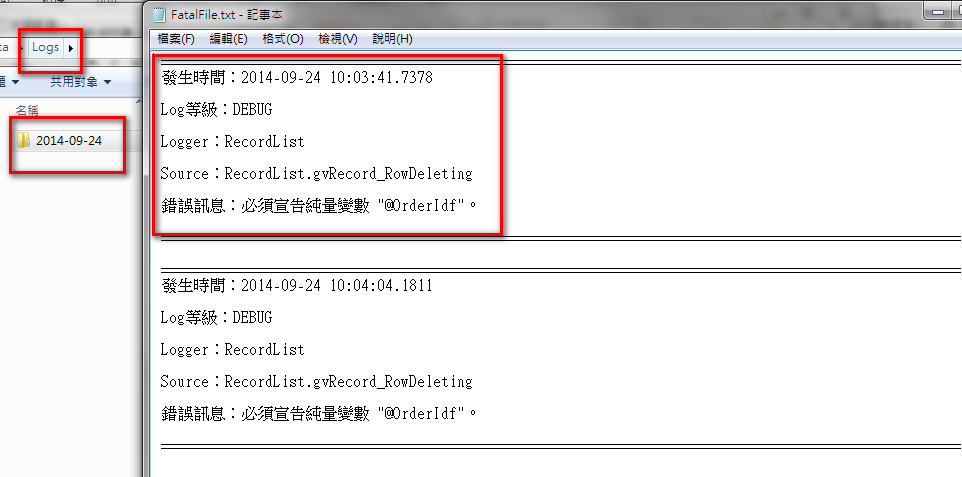 FatalFile.txt - 記事本
檔案(F) 編輯(E) 格式(O) 檢視(V) 說明(H)
ta Logs
題 共用對象
名稱
2014-09-24
發生時間：2014-09-24 10:03:41.7378
Log等級：DEBUG
Logger：RecordList
Source：RecordList.gvRecord_RowDeleting
錯誤訊息：必須宣告純量變數 "@OrderIdf"。
發生時間：2014-09-24 10:04:04.1811
Log等級：DEBUG
Logger：RecordList
Source：RecordList.gvRecord_RowDeleting
錯誤訊息：必須宣告純量變數 "@OrderIdf"。